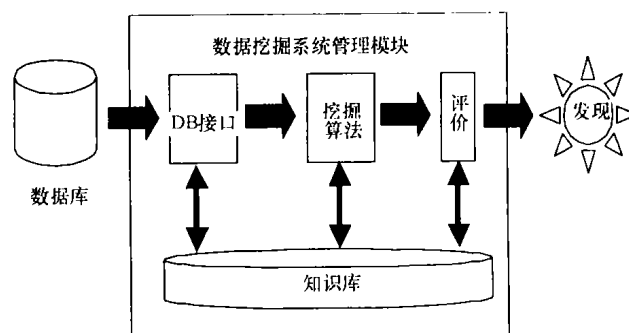 数据挖掘系统管理模块
数据库
DB接口
挖掘
算法
评
价
发现
知识库